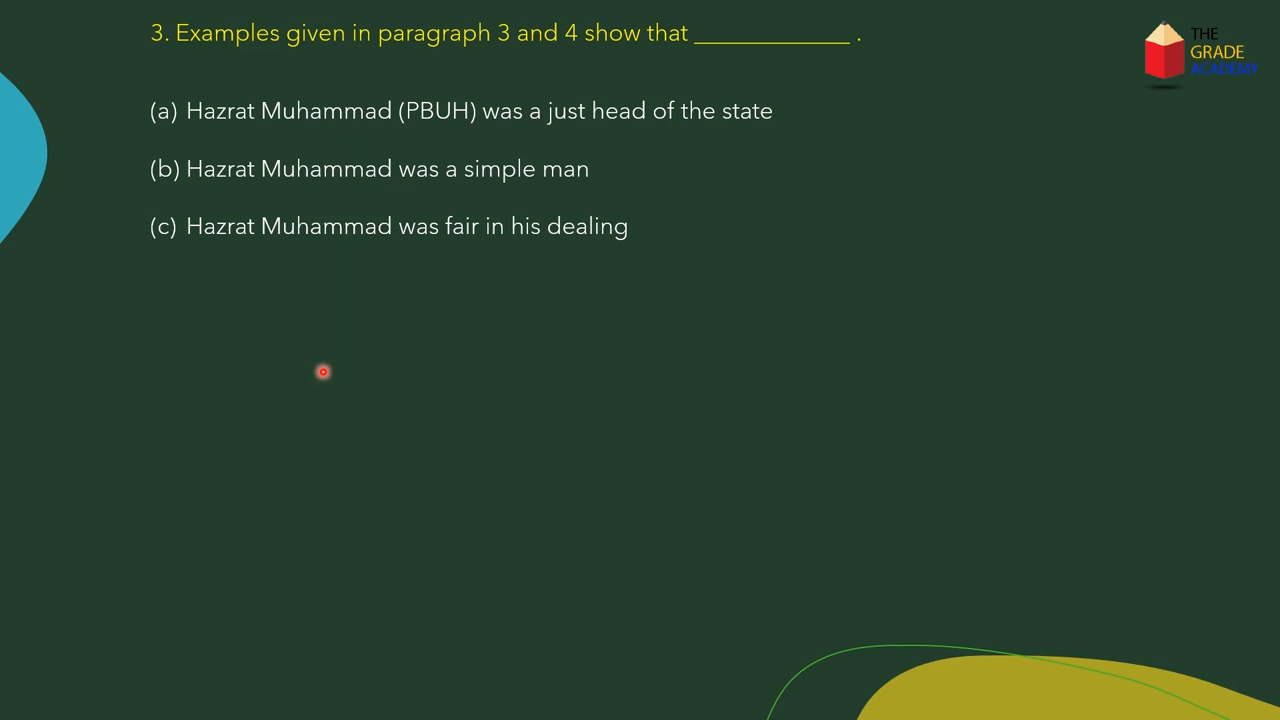 3. Examples given in paragraph 3 and 4 show that _____________ .
THE
GRADE
ACADEMY
(a) Hazrat Muhammad (PBUH) was a just head of the state
(b) Hazrat Muhammad was a simple man
(c) Hazrat Muhammad was fair in his dealing